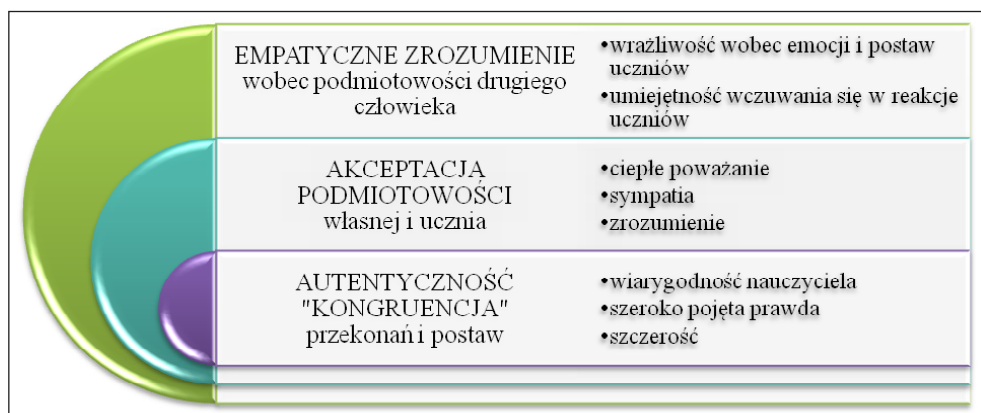 EMPATYCZNE ZROZUMIENIE
wobec podmiotowości drugiego
człowieka
•wrażliwość wobec emocji i postaw
uczniów
•umiejętność wczuwania się w reakcje
uczniów
AKCEPTACJA
PODMIOTOWOŚCI
własnej i ucznia
•ciepłe poważanie
•sympatia
•zrozumienie
AUTENTYCZNOŚĆ
"KONGRUENCJA"
przekonań i postaw
•wiarygodność nauczyciela
•szeroko pojęta prawda
•szczerość